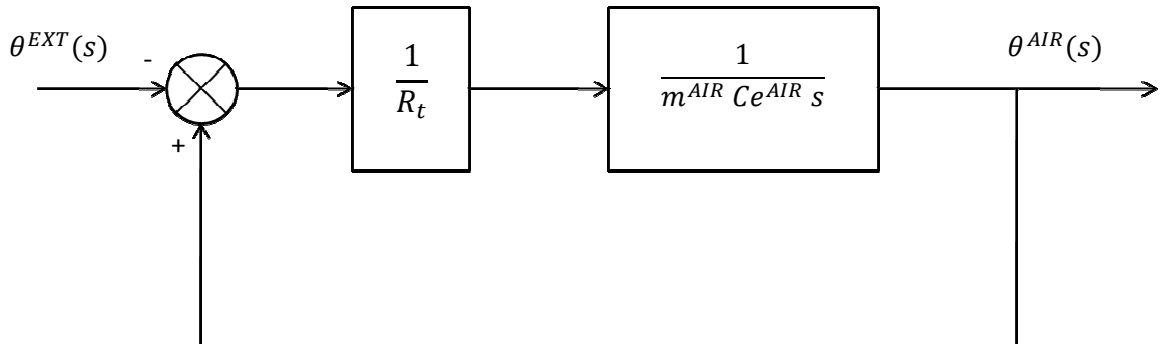 θ^EXT(s)
-
+
1
R_t
1
m^AIR Ce^AIR s
θ^AIR(s)